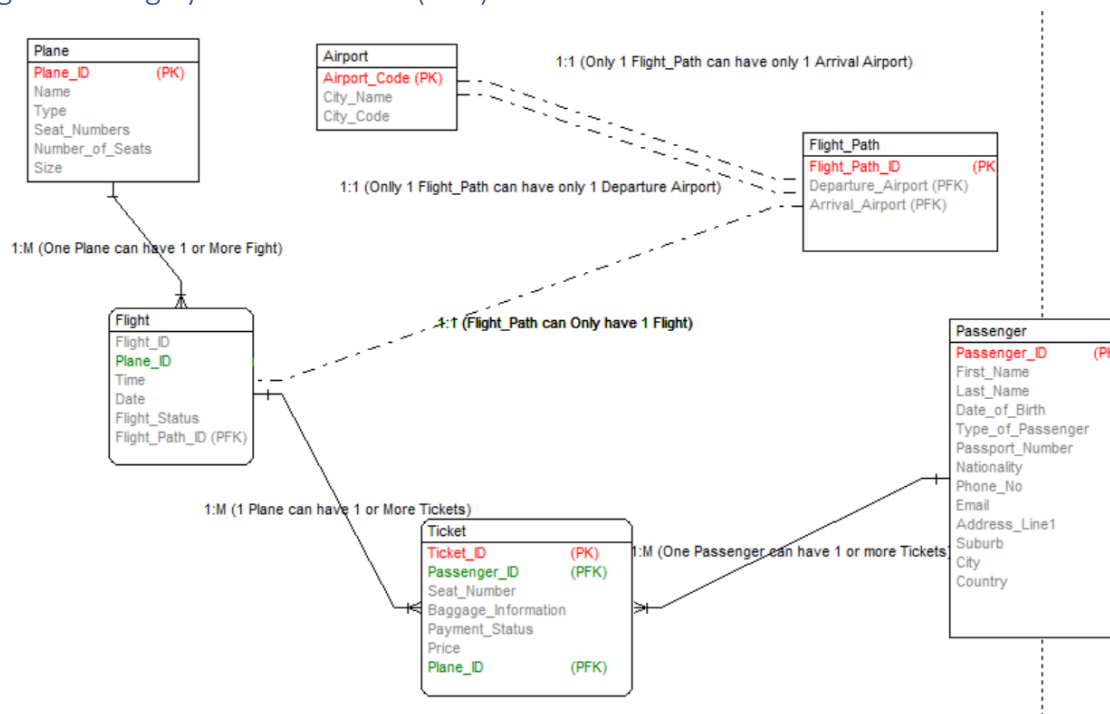 Plane
Plane_ID (PK)
Name
Type
Seat_Numbers
Number_of_Seats
Size
Airport
Airport_Code (PK)
City_Name
City_Code
1:1 (Only 1 Flight_Path can have only 1 Arrival Airport)
Flight_Path
Flight_Path_ID (PK
Departure_Airport (PFK)
Arrival_Airport (PFK)
1:1 (Onlly 1 Flight_Path can have only 1 Departure Airport)
1:M (One Plane can have 1 or More Fight)
Flight
Flight_ID
Plane_ID
Time
Date
Flight_Status
Flight_Path_ID (PFK)
1:1 (Flight_Path can Only have 1 Flight)
Passenger
Passenger_ID (PK
First_Name
Last_Name
Date_of_Birth
Type_of_Passenger
Passport_Number
Nationality
Phone_No
Email
Address_Line1
Suburb
City
Country
1:M (1 Plane can have 1 or More Tickets)
Ticket
Ticket_ID (PK)
Passenger_ID (PFK)
Seat_Number
Baggage_Information
Payment_Status
Price
Plane_ID (PFK)
1:M (One Passenger can have 1 or more Tickets)